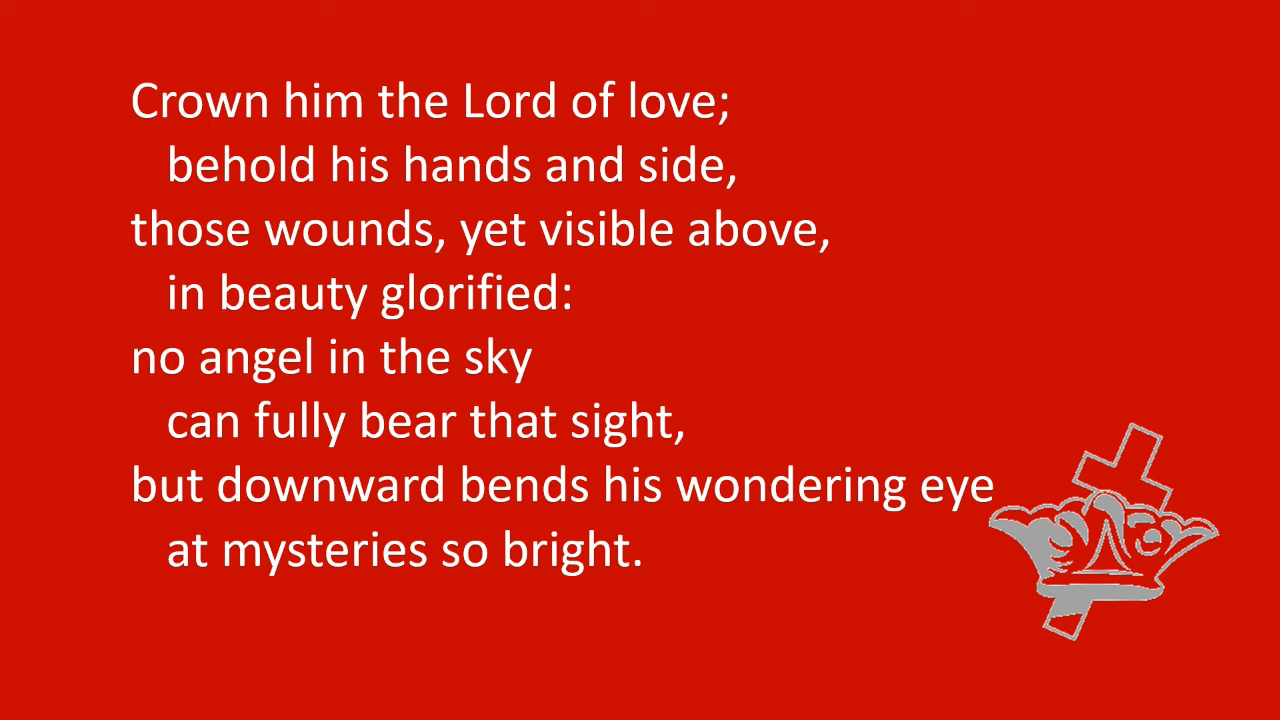 Crown him the Lord of love;
behold his hands and side,
those wounds, yet visible above,
in beauty glorified:
no angel in the sky
can fully bear that sight,
but downward bends his wondering eye
at mysteries so bright.